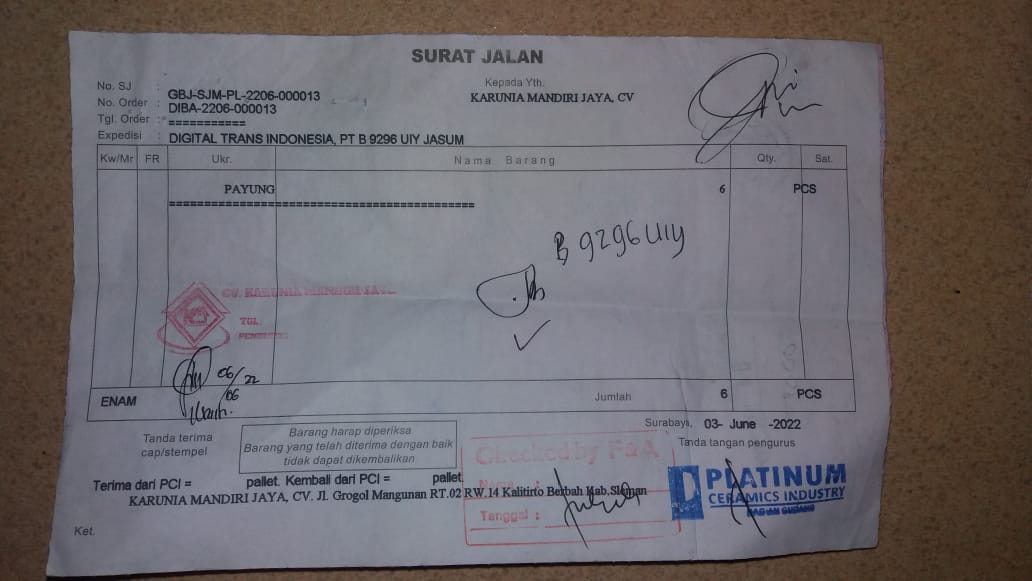 SURAT JALAN
No. SJ : GBJ-SJM-PL-2206-000013
Kepada Yth.
No. Order : DIBA-2206-000013
KARUNIA MANDIRI JAYA, CV
Tgl. Order : ===========
Expedisi : DIGITAL TRANS INDONESIA, PT B 9296 UIY JASUM
Kw/Mr FR Ukr. Nama Barang Qty. Sat.
PAYUNG 6 PCS
===========================================
B 9296 UIY
CV. KARUNIA MANDIRI JAYA
TGL:
06/22
/06
ENAM Jumlah 6 PCS
Surabaya, 03- June -2022
Tanda terima
cap/stempel
Barang harap diperiksa
Barang yang telah diterima dengan baik
tidak dapat dikembalikan
Tanda tangan pengurus
Checked by F&A
Nama :
Tanggal :
PLATINUM
CERAMICS INDUSTRY
BAGIAN GUDANG
Terima dari PCI = pallet. Kembali dari PCI = pallet.
KARUNIA MANDIRI JAYA, CV. Jl. Grogol Mangunan RT.02 RW.14 Kalitirto Berbah Kab.Sleman
Ket.